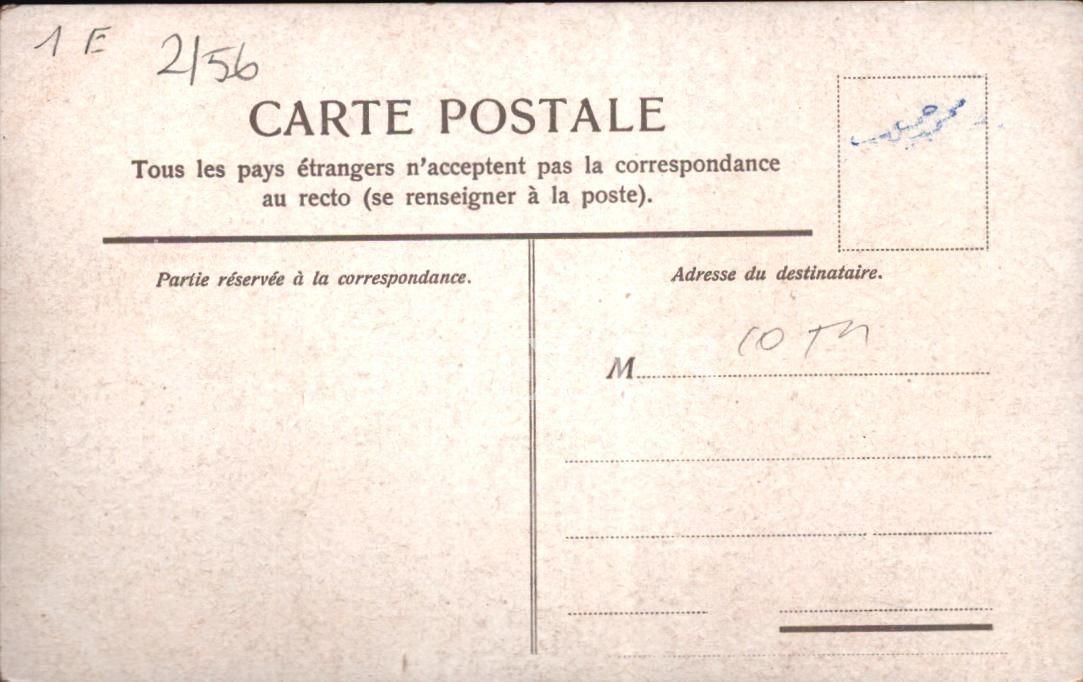 1 E
2/56
CARTE POSTALE
Tous les pays étrangers n'acceptent pas la correspondance
au recto (se renseigner à la poste).
Partie réservée à la correspondance.
Adresse du destinataire.
M